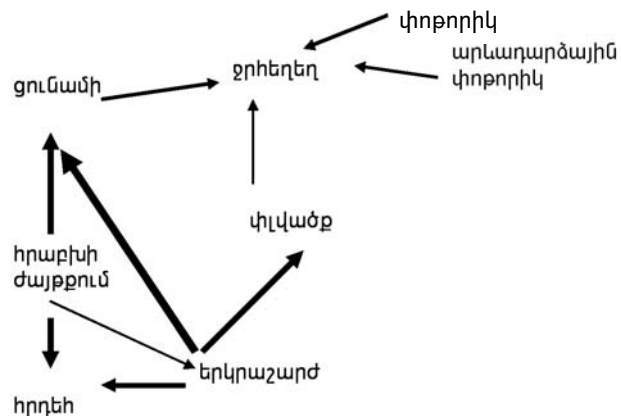 փոթորիկ
արևադարձային
փոթորիկ
ջրհեղեղ
ցունամի
փլվածք
հրաբխի
ժայթքում
երկրաշարժ
հրդեհ